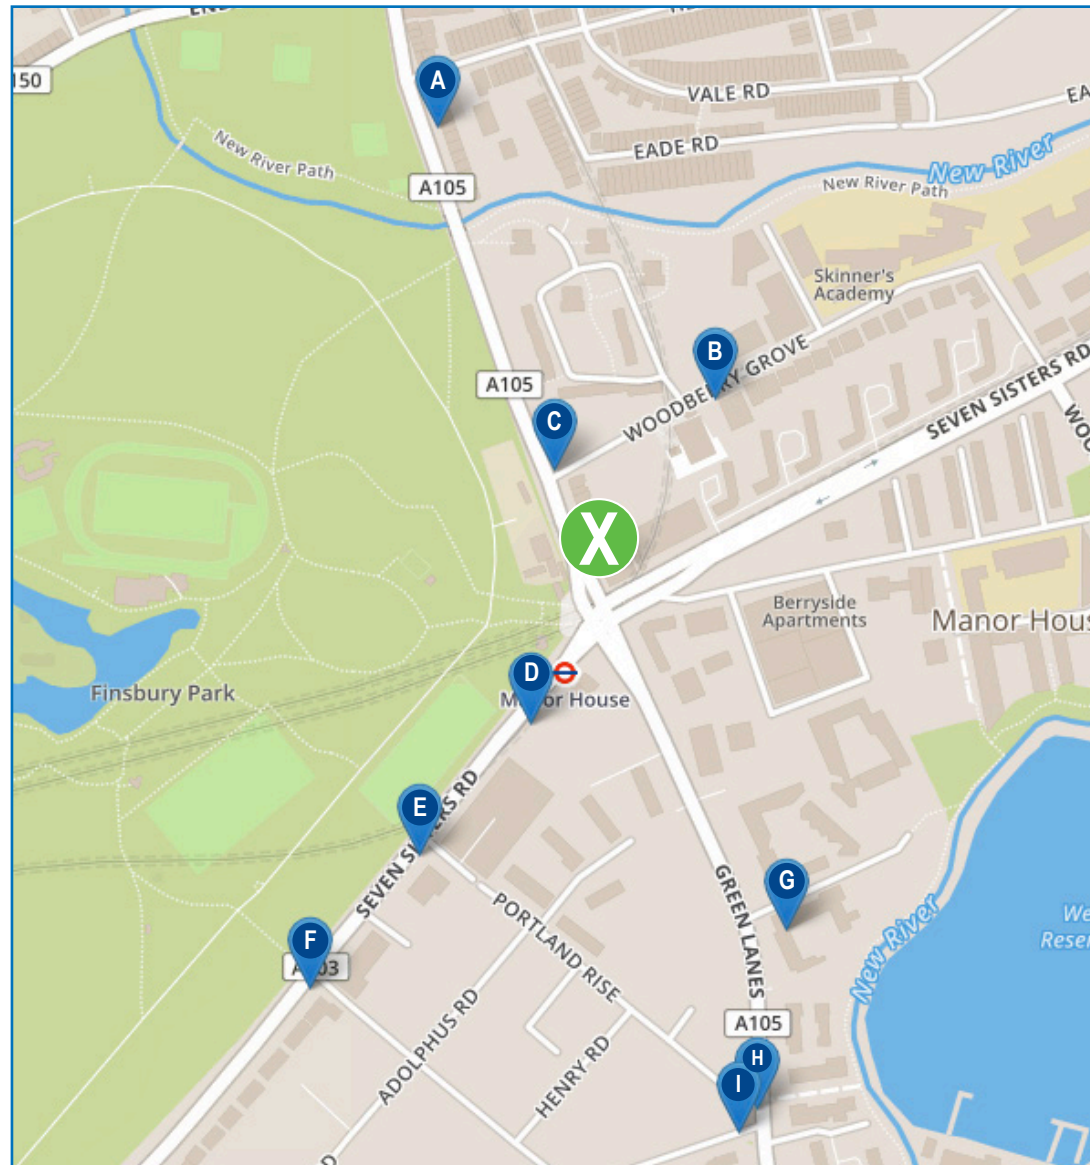 A
VALE RD
EADE RD
New River Path
A105
New River
New River Path
Skinner's
Academy
B
WOODBERRY GROVE
A105
SEVEN SISTERS RD
C
X
Berryside
Apartments
Manor
Finsbury Park
D
Manor House
E
SEVEN SISTERS RD
PORTLAND RISE
GREEN LANES
G
New River
F
A103
ADOLPHUS RD
HENRY RD
A105
H
I